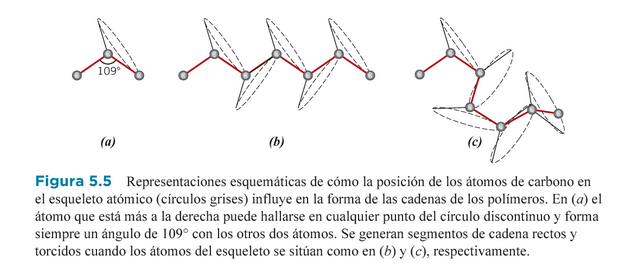 109°
(a)
(b)
(c)
Figura 5.5 Representaciones esquemáticas de cómo la posición de los átomos de carbono en
el esqueleto atómico (círculos grises) influye en la forma de las cadenas de los polímeros. En (a) el
átomo que está más a la derecha puede hallarse en cualquier punto del círculo discontinuo y forma
siempre un ángulo de 109° con los otros dos átomos. Se generan segmentos de cadena rectos y
torcidos cuando los átomos del esqueleto se sitúan como en (b) y (c), respectivamente.